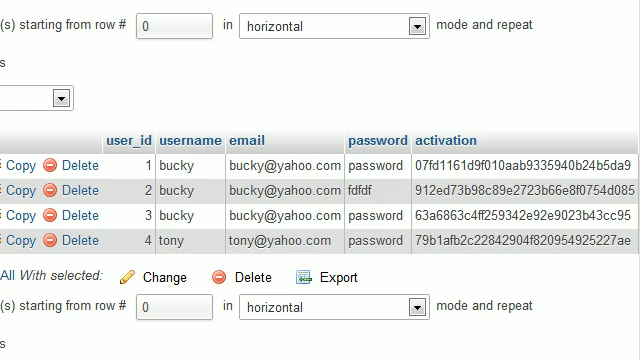 (s) starting from row # 0 in horizontal mode and repeat
s
user_id username email password activation
Copy Delete 1 bucky bucky@yahoo.com password 07fd1161d9f010aab9335940b24b5da9
Copy Delete 2 bucky bucky@yahoo.com fdfdf 912ed73b98c89e2723b66e8f0754d085
Copy Delete 3 bucky bucky@yahoo.com password 63a6863c4ff259342e92e9023b43cc95
Copy Delete 4 tony tony@yahoo.com password 79b1afb2c22842904f820954925227ae
All With selected: Change Delete Export
(s) starting from row # 0 in horizontal mode and repeat
s